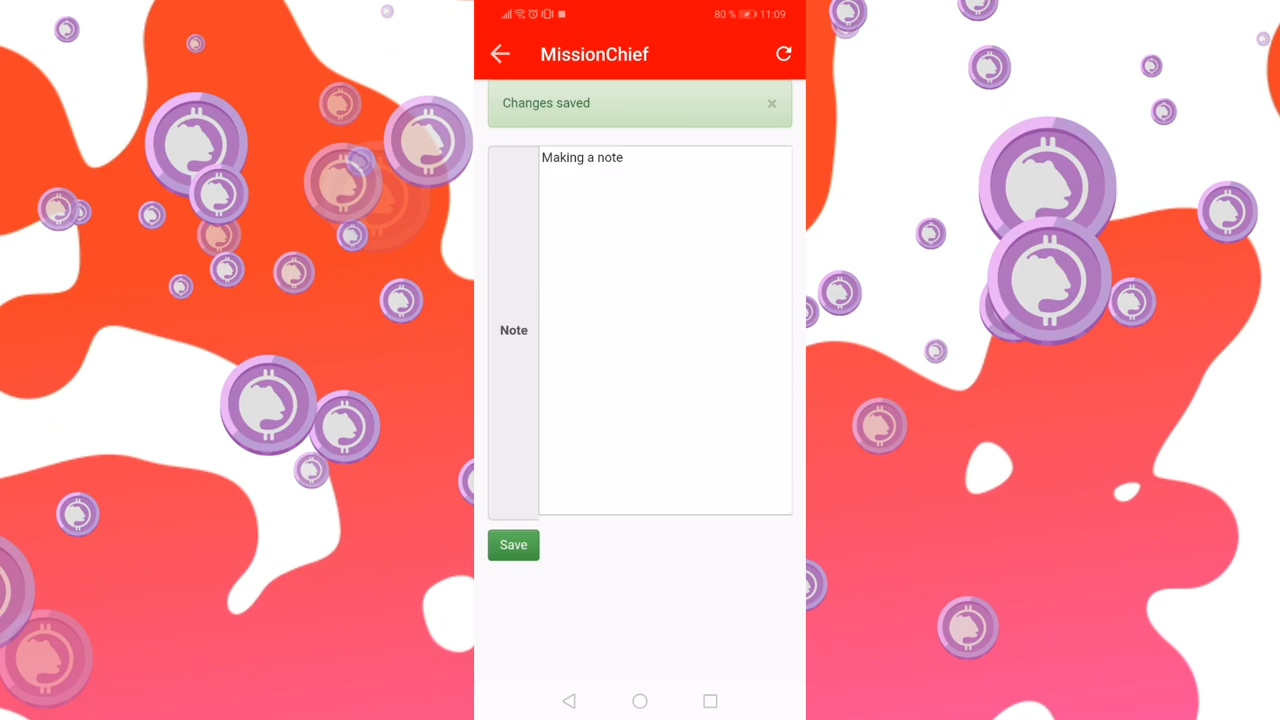 80 % 11:09
MissionChief
Changes saved ×
Making a note
Note
Save